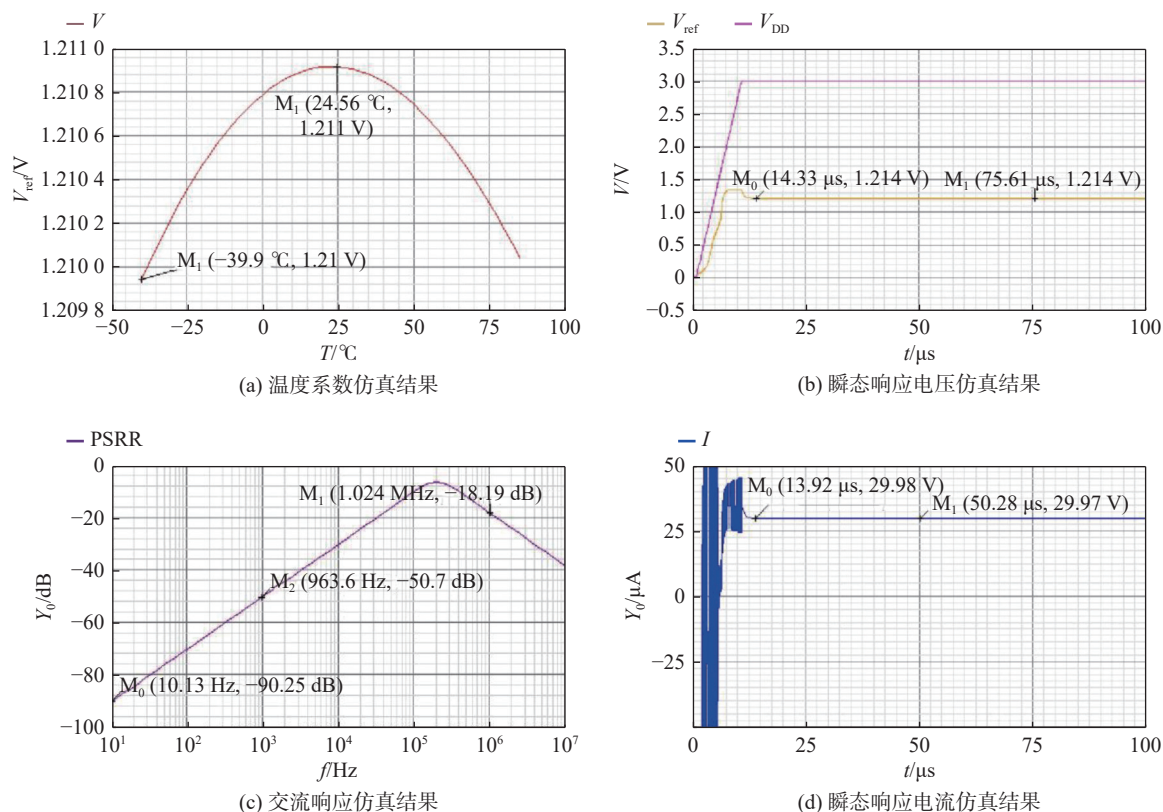 V
1.211 0
1.210 8
1.210 6
1.210 4
1.210 2
1.210 0
1.209 8
V_ref/V
M₁ (24.56 ℃,
1.211 V)
M₁ (−39.9 ℃, 1.21 V)
−50 −25 0 25 50 75 100
T/℃
(a) 温度系数仿真结果
V_ref V_DD
3.5
3.0
2.5
2.0
1.5
1.0
0.5
0
−0.5
V/V
M₀ (14.33 μs, 1.214 V) M₁ (75.61 μs, 1.214 V)
0 25 50 75 100
t/μs
(b) 瞬态响应电压仿真结果
PSRR
0
−20
−40
−60
−80
−100
Y₀/dB
M₁ (1.024 MHz, −18.19 dB)
M₂ (963.6 Hz, −50.7 dB)
M₀ (10.13 Hz, −90.25 dB)
10¹ 10² 10³ 10⁴ 10⁵ 10⁶ 10⁷
f/Hz
(c) 交流响应仿真结果
I
50
25
0
−25
Y₀/μA
M₀ (13.92 μs, 29.98 V)
M₁ (50.28 μs, 29.97 V)
0 25 50 75 100
t/μs
(d) 瞬态响应电流仿真结果